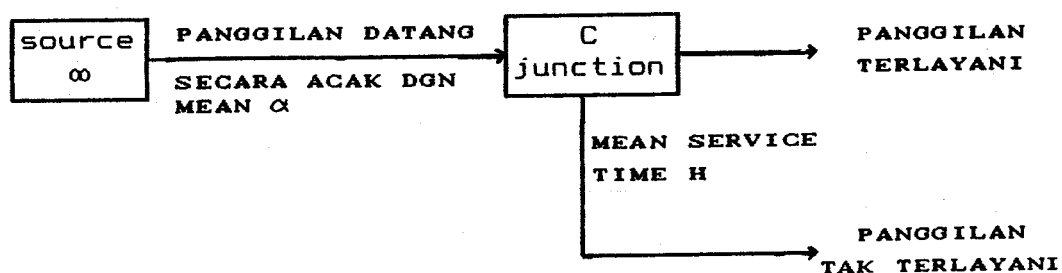 source
∞
PANGGILAN DATANG
SECARA ACAK DGN
MEAN α
C
junction
PANGGILAN
TERLAYANI
MEAN SERVICE
TIME H
PANGGILAN
TAK TERLAYANI